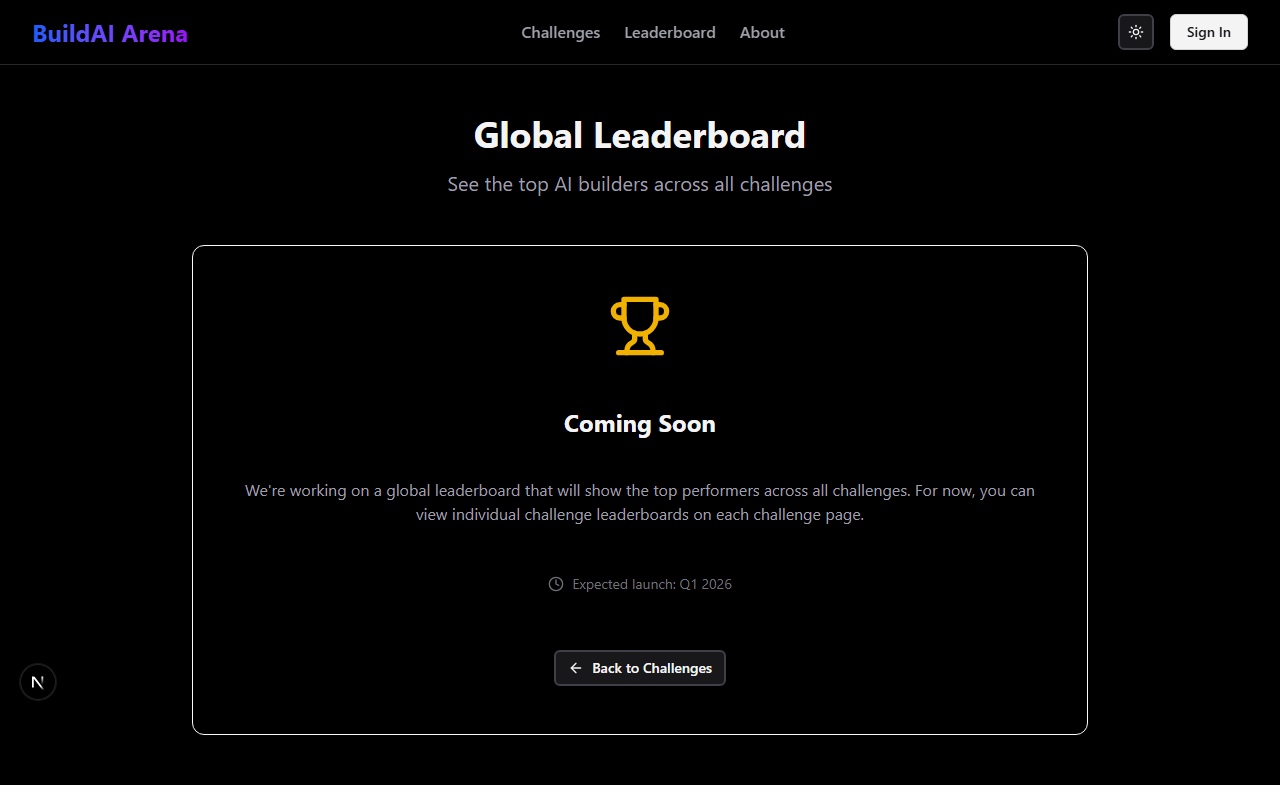 BuildAI Arena
Challenges
Leaderboard
About
Sign In
Global Leaderboard
See the top AI builders across all challenges
Coming Soon
We're working on a global leaderboard that will show the top performers across all challenges. For now, you can
view individual challenge leaderboards on each challenge page.
Expected launch: Q1 2026
Back to Challenges
N